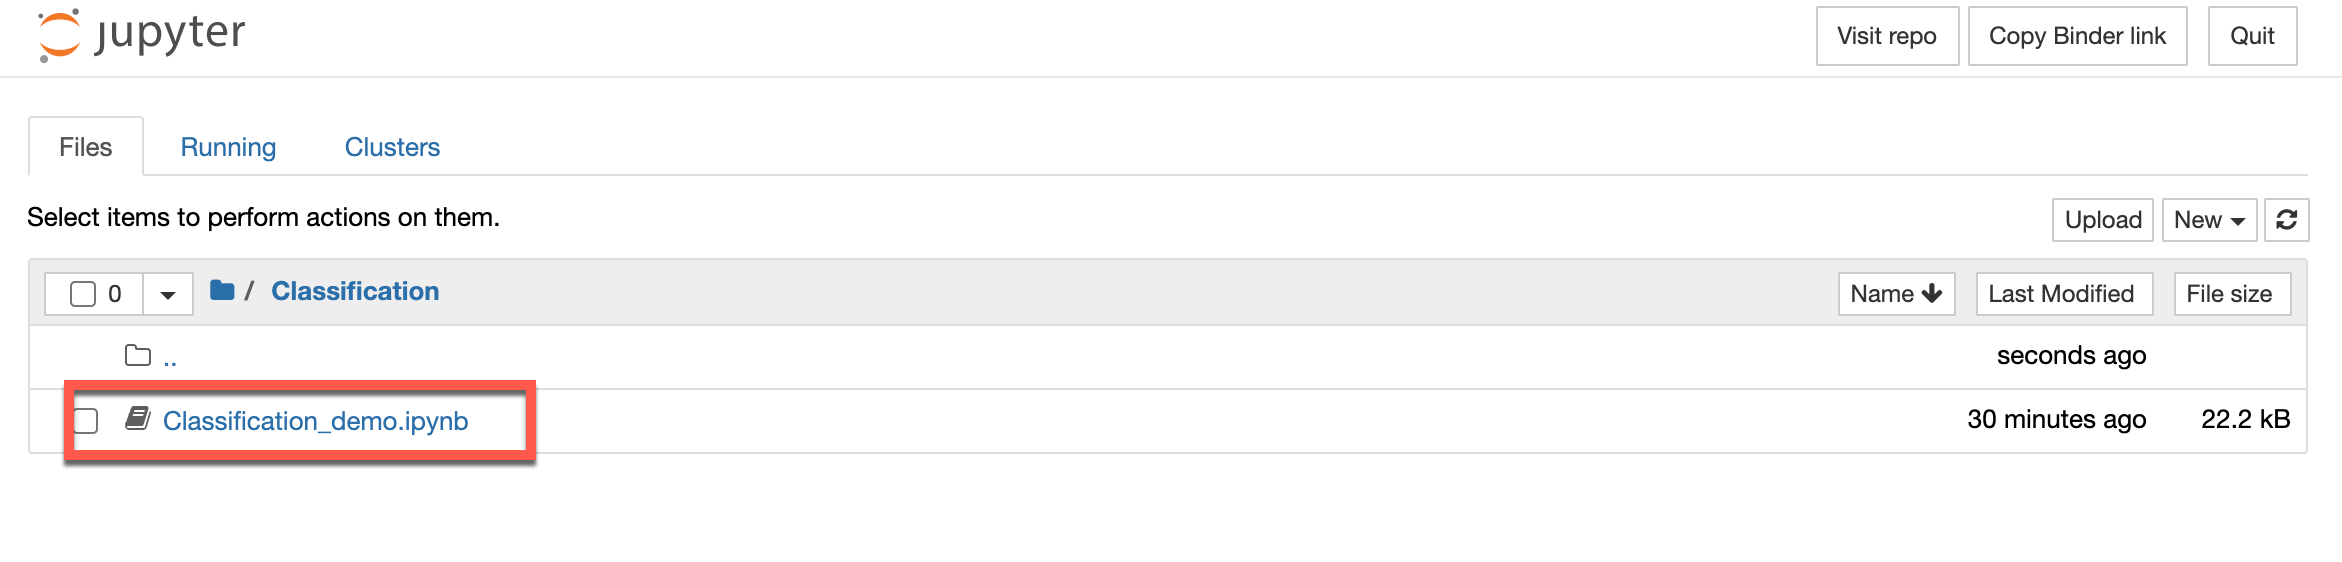 jupyter Visit repo Copy Binder link Quit
Files Running Clusters
Select items to perform actions on them. Upload New
0 / Classification Name Last Modified File size
.. seconds ago
Classification_demo.ipynb 30 minutes ago 22.2 kB